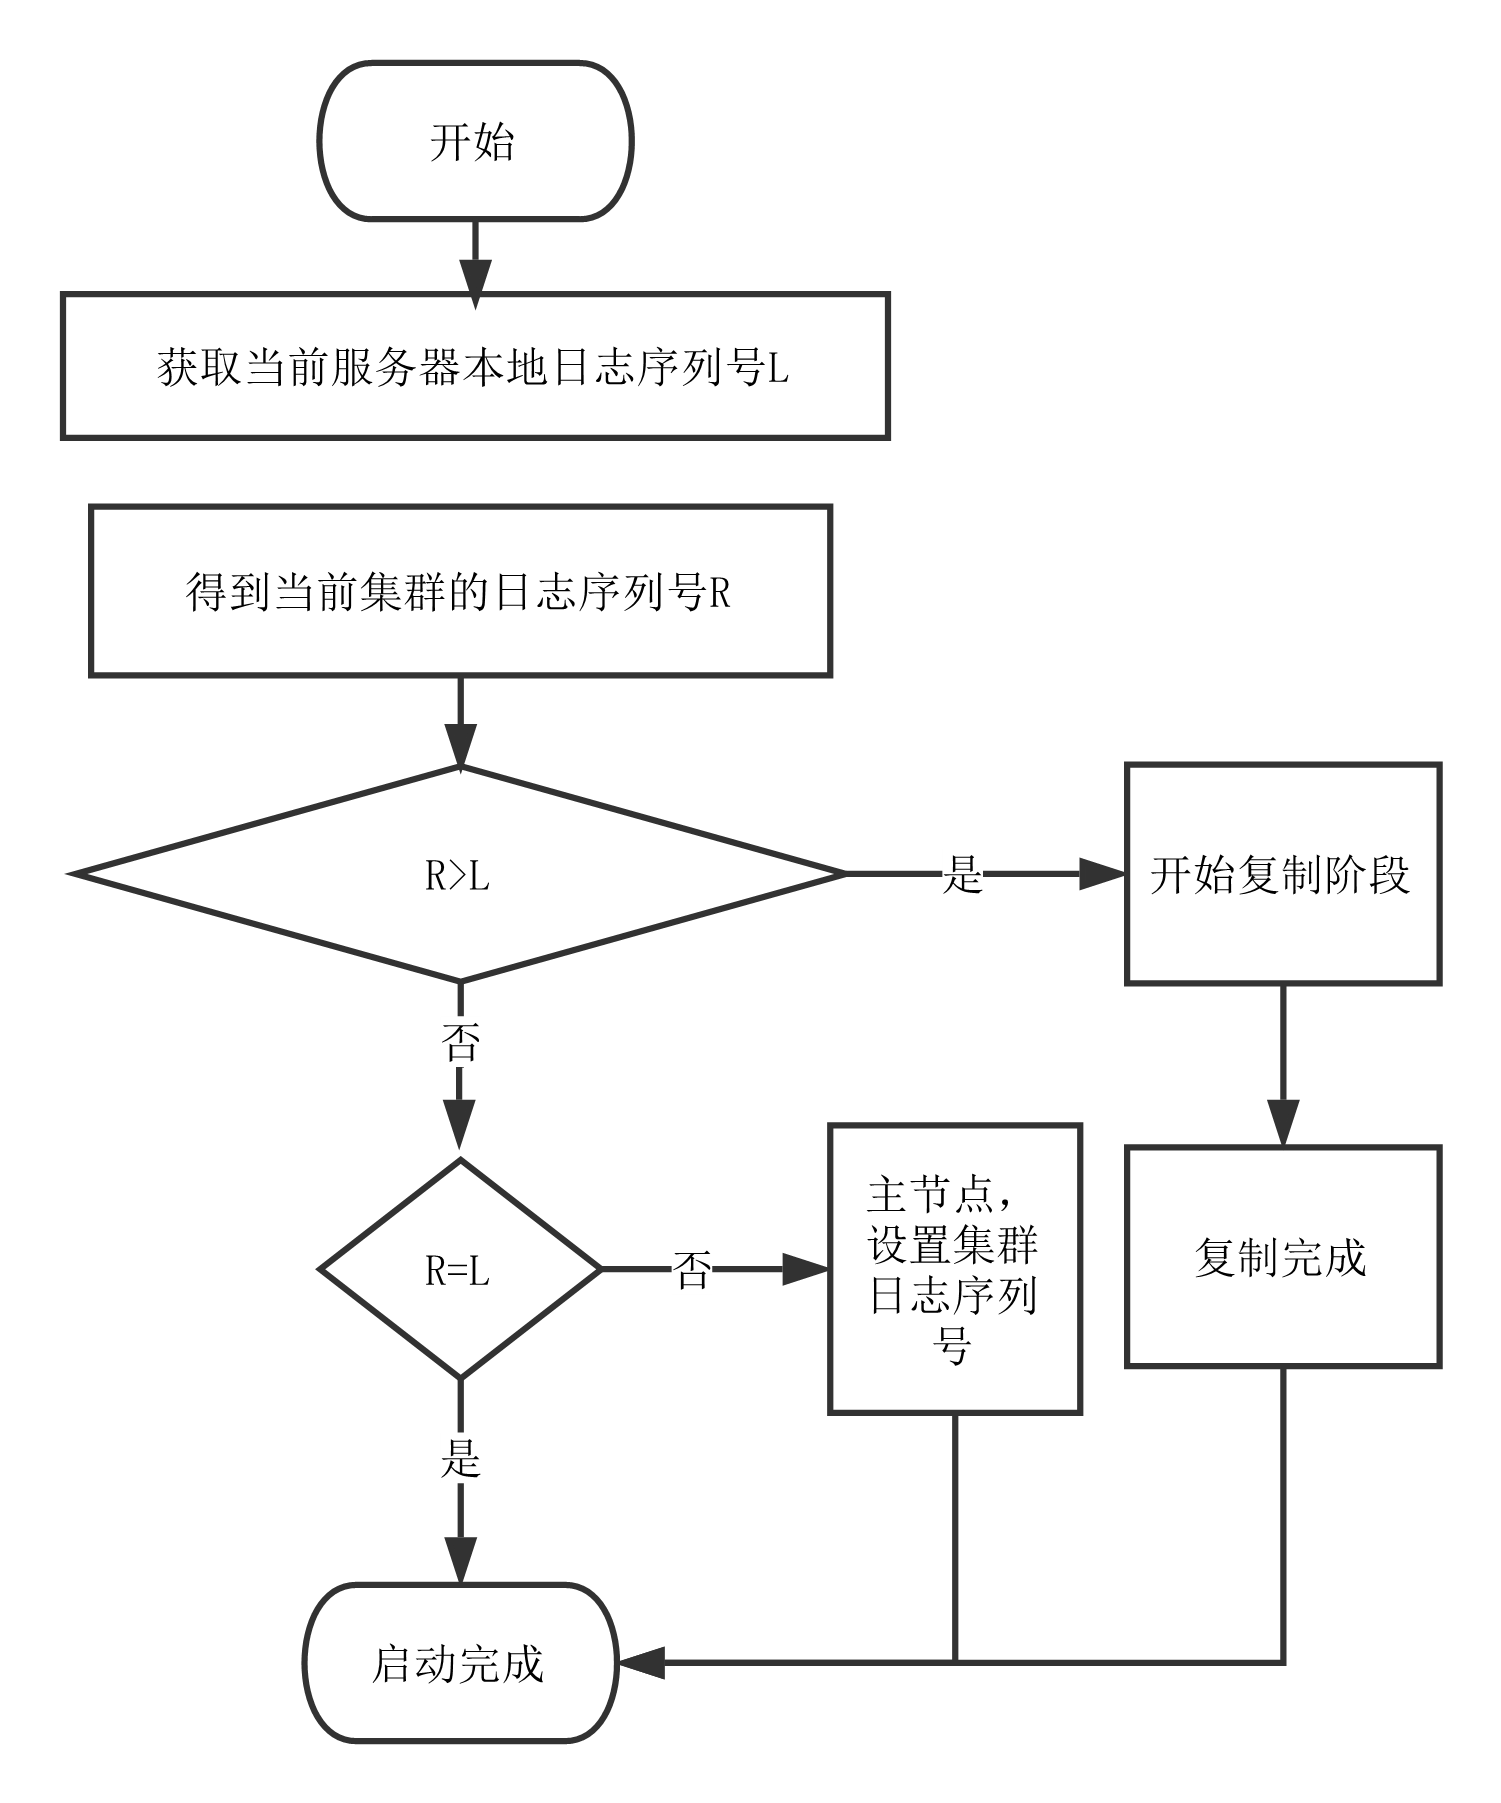 开始
获取当前服务器本地日志序列号L
得到当前集群的日志序列号R
R>L
是
开始复制阶段
否
R=L
否
主节点，
设置集群
日志序列
号
复制完成
是
启动完成